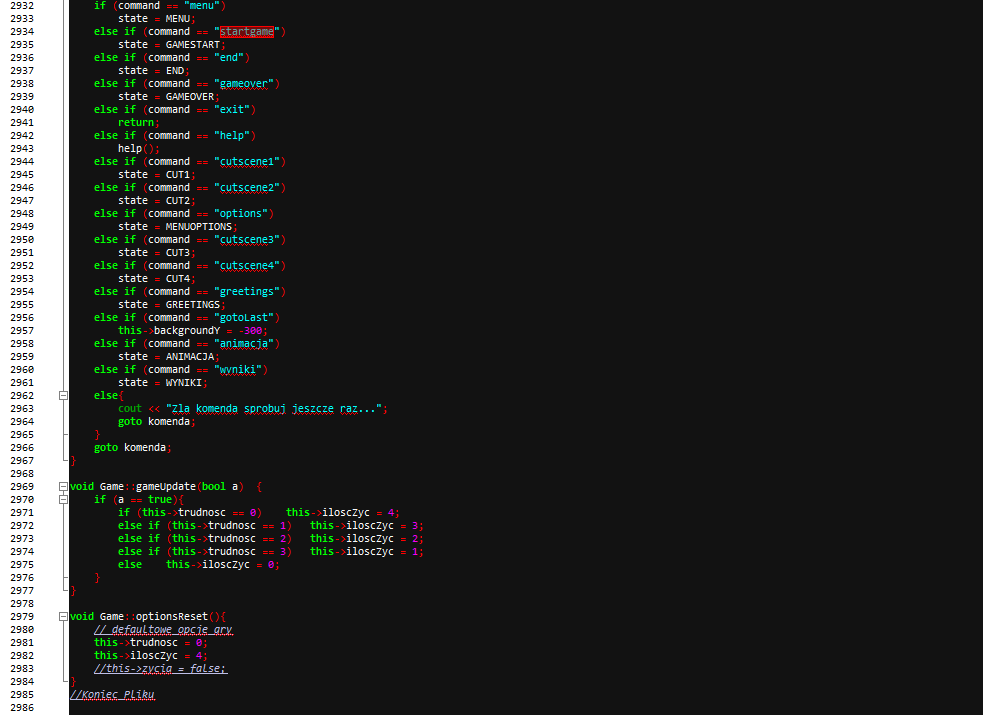 2932 if (command == "menu")
2933 state = MENU;
2934 else if (command == "startgame")
2935 state = GAMESTART;
2936 else if (command == "end")
2937 state = END;
2938 else if (command == "gameover")
2939 state = GAMEOVER;
2940 else if (command == "exit")
2941 return;
2942 else if (command == "help")
2943 help();
2944 else if (command == "cutscene1")
2945 state = CUT1;
2946 else if (command == "cutscene2")
2947 state = CUT2;
2948 else if (command == "options")
2949 state = MENUOPTIONS;
2950 else if (command == "cutscene3")
2951 state = CUT3;
2952 else if (command == "cutscene4")
2953 state = CUT4;
2954 else if (command == "greetings")
2955 state = GREETINGS;
2956 else if (command == "gotoLast")
2957 this->backgroundY = -300;
2958 else if (command == "animacja")
2959 state = ANIMACJA;
2960 else if (command == "wyniki")
2961 state = WYNIKI;
2962 else{
2963 cout << "Zla komenda sprobuj jeszcze raz...";
2964 goto komenda;
2965 }
2966 goto komenda;
2967 }
2968
2969 void Game::gameUpdate(bool a) {
2970 if (a == true){
2971 if (this->trudnosc == 0) this->iloscZyc = 4;
2972 else if (this->trudnosc == 1) this->iloscZyc = 3;
2973 else if (this->trudnosc == 2) this->iloscZyc = 2;
2974 else if (this->trudnosc == 3) this->iloscZyc = 1;
2975 else this->iloscZyc = 0;
2976 }
2977 }
2978
2979 void Game::optionsReset(){
2980 // defaultowe opcje gry
2981 this->trudnosc = 0;
2982 this->iloscZyc = 4;
2983 //this->zycia = false;
2984 }
2985 //Koniec Pliku
2986